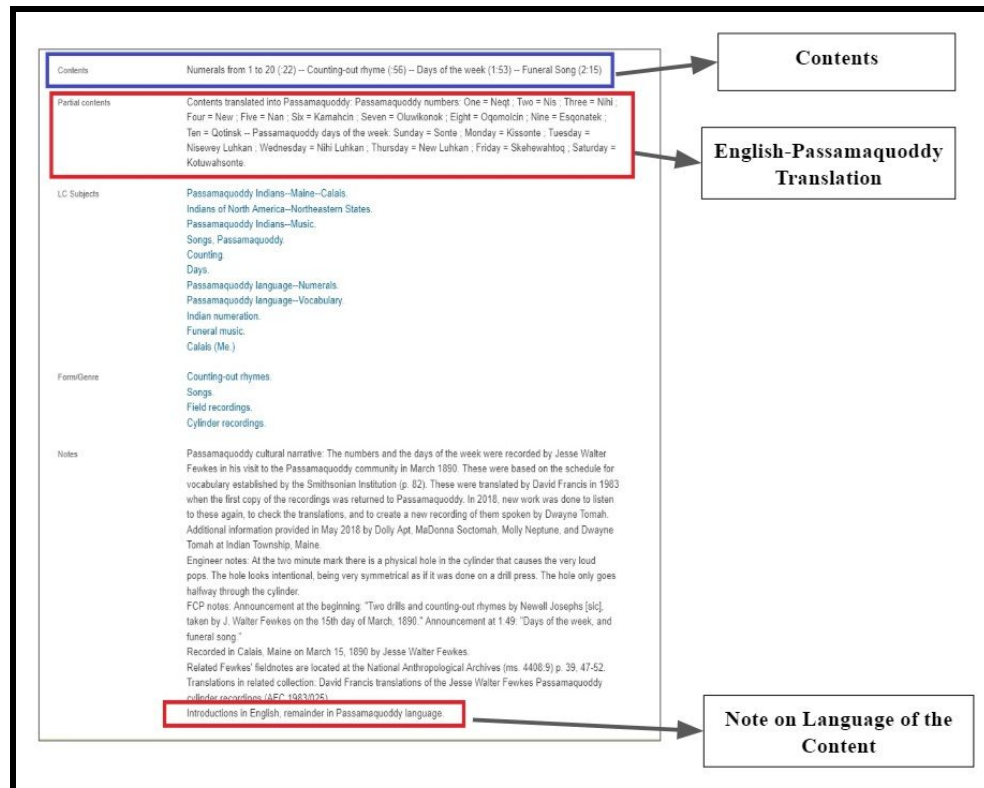 Contents
Numerals from 1 to 20 (:22) -- Counting-out rhyme (:56) -- Days of the week (1:53) -- Funeral Song (2:15)
Contents
Partial contents
Contents translated into Passamaquoddy: Passamaquoddy numbers: One = Neqt ; Two = Nis ; Three = Nihi ;
Four = New ; Five = Nan ; Six = Kamahcin ; Seven = Oluwikonok ; Eight = Oqomolcin ; Nine = Esqonatek ;
Ten = Qotinsk -- Passamaquoddy days of the week: Sunday = Sonte ; Monday = Kissonte ; Tuesday =
Nisewey Luhkan ; Wednesday = Nihi Luhkan ; Thursday = New Luhkan ; Friday = Skehewahtoq ; Saturday =
Kotuwahsonte.
English-Passamaquoddy
Translation
LC Subjects
Passamaquoddy Indians--Maine--Calais.
Indians of North America--Northeastern States.
Passamaquoddy Indians--Music.
Songs, Passamaquoddy.
Counting.
Days.
Passamaquoddy language--Numerals.
Passamaquoddy language--Vocabulary.
Indian numeration.
Funeral music.
Calais (Me.)
Form/Genre
Counting-out rhymes.
Songs.
Field recordings.
Cylinder recordings.
Notes
Passamaquoddy cultural narrative: The numbers and the days of the week were recorded by Jesse Walter
Fewkes in his visit to the Passamaquoddy community in March 1890. These were based on the schedule for
vocabulary established by the Smithsonian Institution (p. 82). These were translated by David Francis in 1983
when the first copy of the recordings was returned to Passamaquoddy. In 2018, new work was done to listen
to these again, to check the translations, and to create a new recording of them spoken by Dwayne Tomah.
Additional information provided in May 2018 by Dolly Apt, MaDonna Soctomah, Molly Neptune, and Dwayne
Tomah at Indian Township, Maine.
Engineer notes: At the two minute mark there is a physical hole in the cylinder that causes the very loud
pops. The hole looks intentional, being very symmetrical as if it was done on a drill press. The hole only goes
halfway through the cylinder.
FCP notes: Announcement at the beginning: "Two drills and counting-out rhymes by Newell Josephs [sic],
taken by J. Walter Fewkes on the 15th day of March, 1890." Announcement at 1:49: "Days of the week, and
funeral song."
Recorded in Calais, Maine on March 15, 1890 by Jesse Walter Fewkes.
Related Fewkes' fieldnotes are located at the National Anthropological Archives (ms. 4408:9) p. 39, 47-52.
Translations in related collection: David Francis translations of the Jesse Walter Fewkes Passamaquoddy
cylinder recordings (AFC 1983/025)
Introductions in English, remainder in Passamaquoddy language.
Note on Language of the
Content